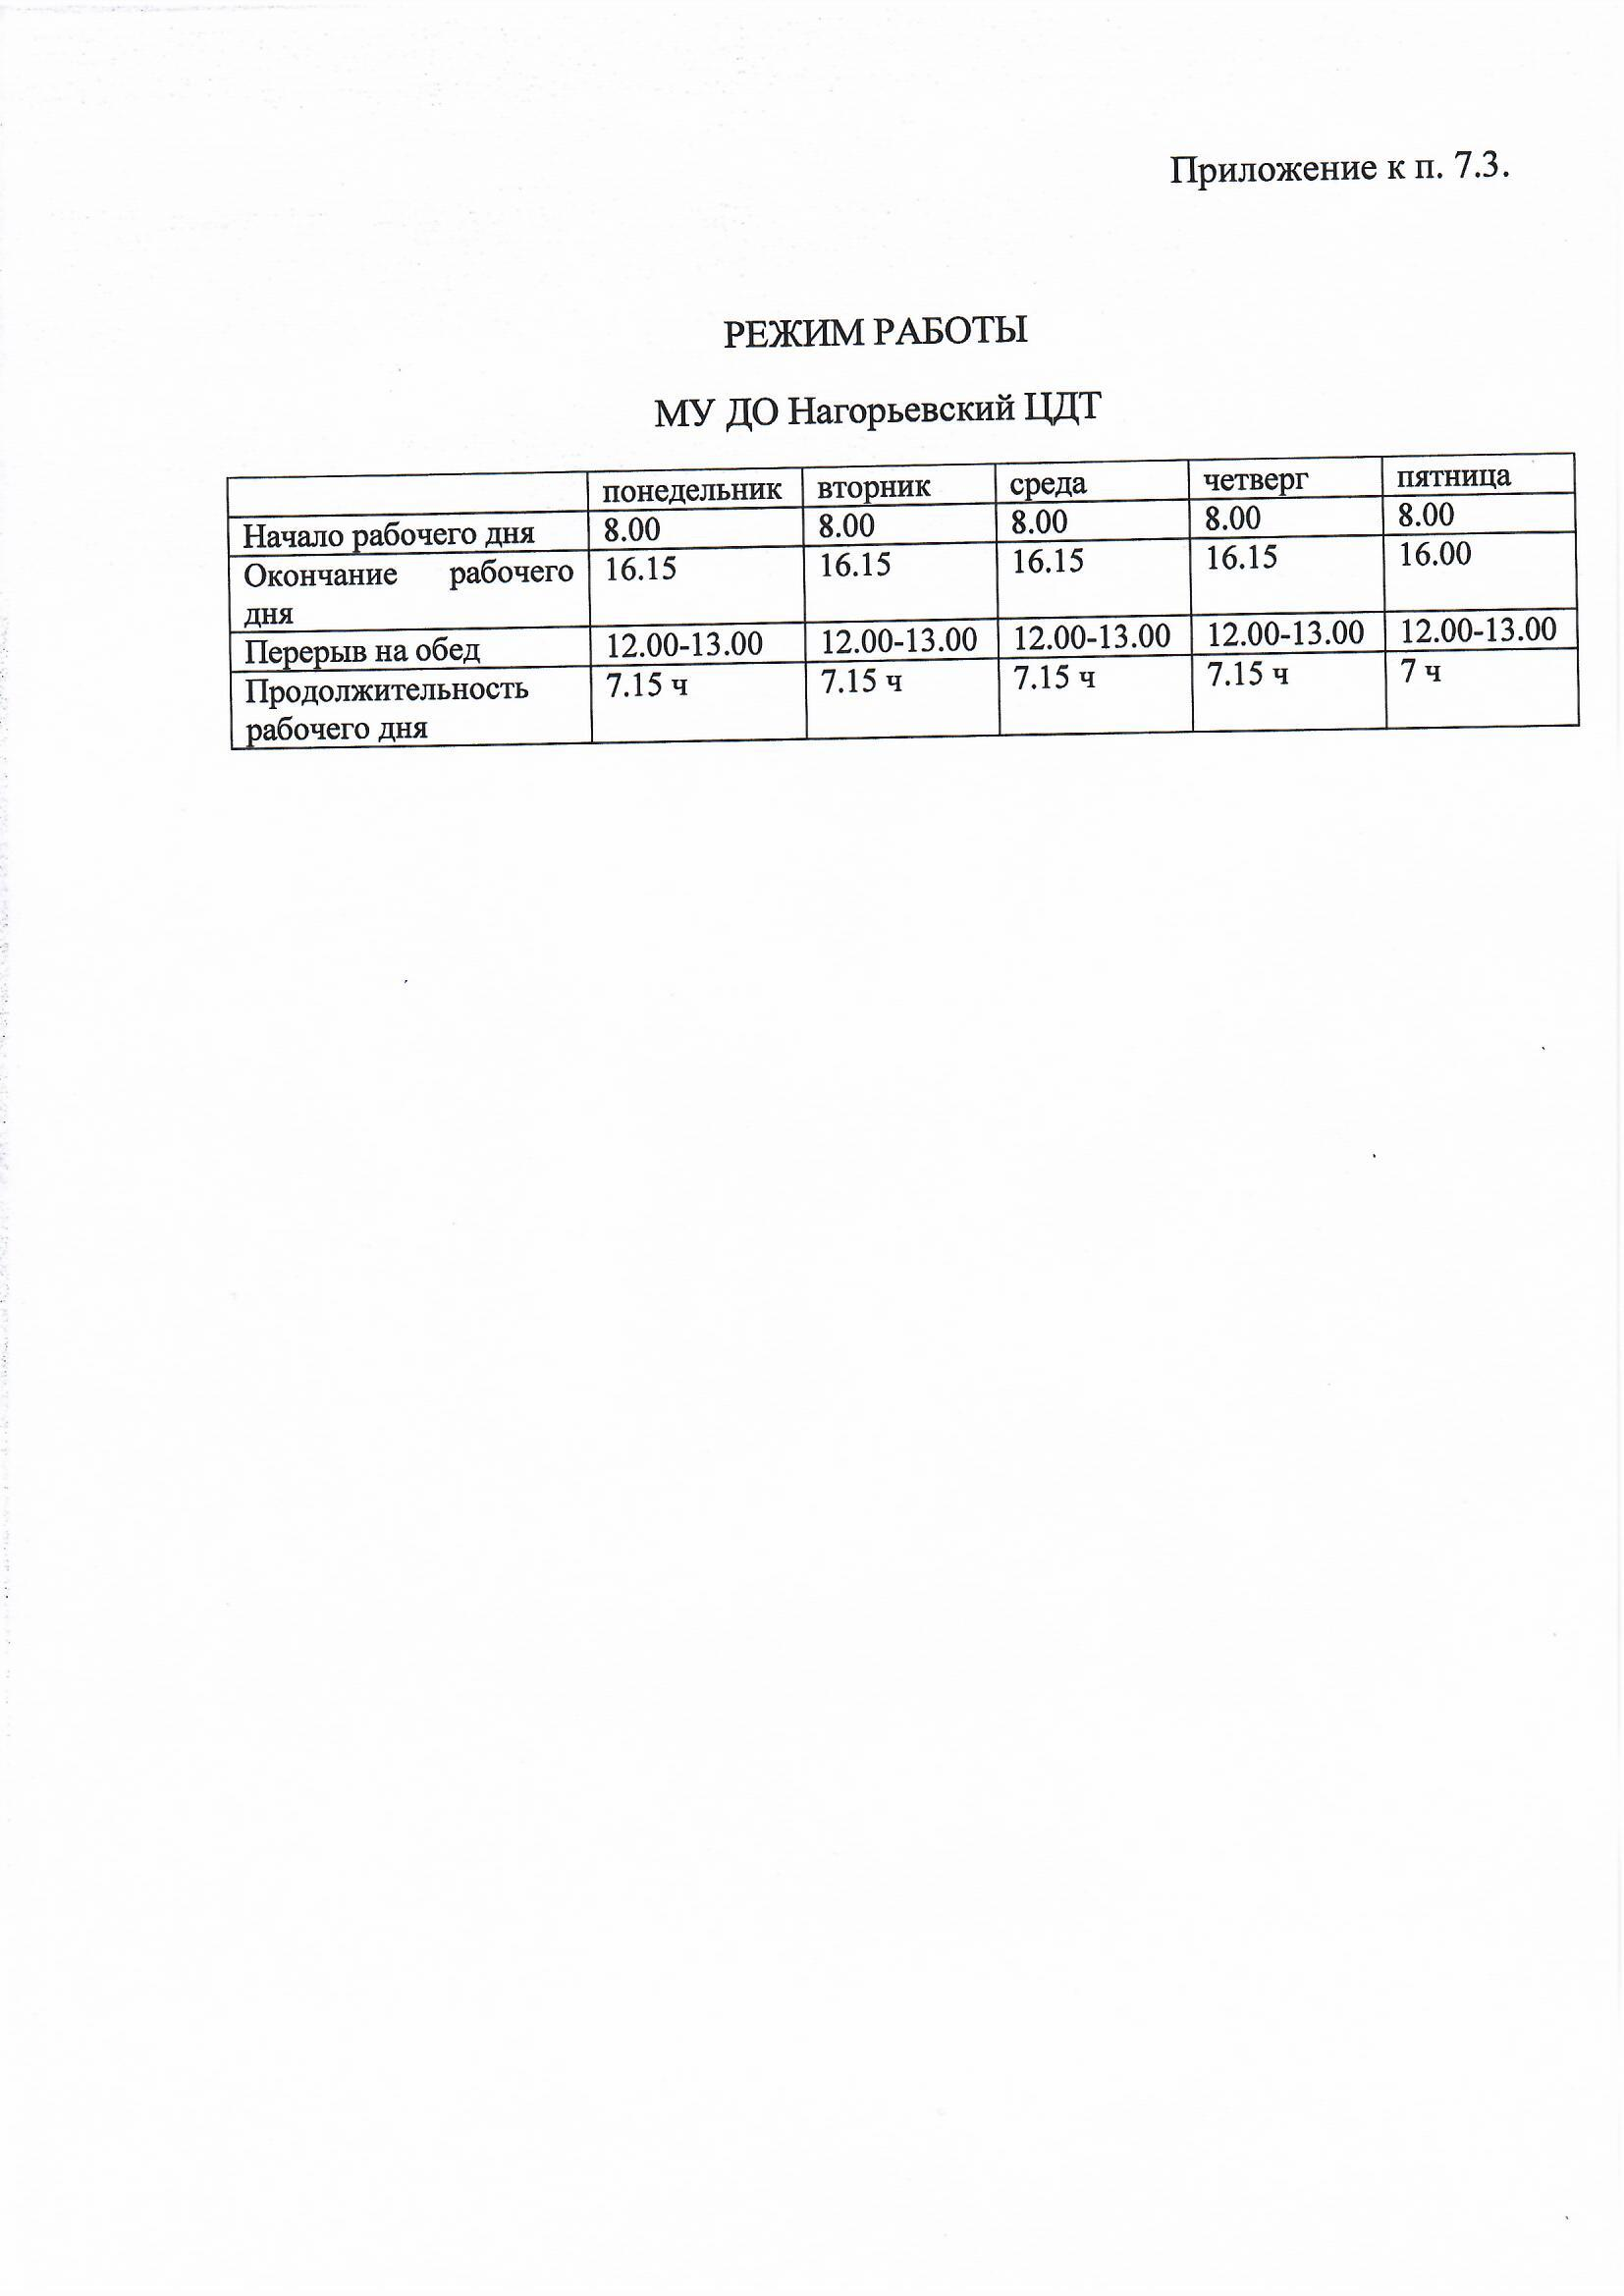 Приложение к п. 7.3.
РЕЖИМ РАБОТЫ
МУ ДО Нагорьевский ЦДТ
понедельник вторник среда четверг пятница
Начало рабочего дня 8.00 8.00 8.00 8.00 8.00
Окончание рабочего 16.15 16.15 16.15 16.15 16.00
дня
Перерыв на обед 12.00-13.00 12.00-13.00 12.00-13.00 12.00-13.00 12.00-13.00
Продолжительность 7.15 ч 7.15 ч 7.15 ч 7.15 ч 7 ч
рабочего дня